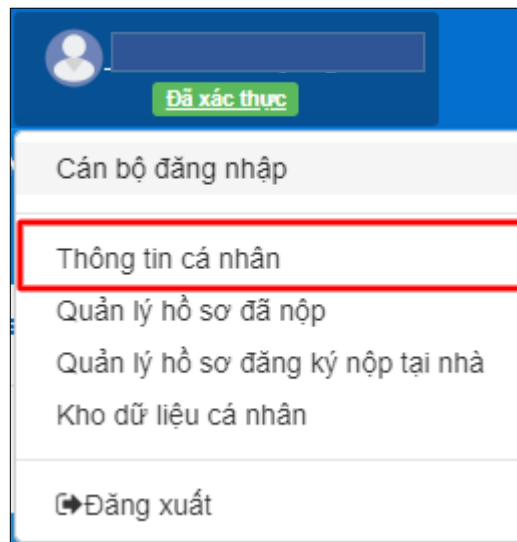 Đã xác thực
Cán bộ đăng nhập
Thông tin cá nhân
Quản lý hồ sơ đã nộp
Quản lý hồ sơ đăng ký nộp tại nhà
Kho dữ liệu cá nhân
Đăng xuất